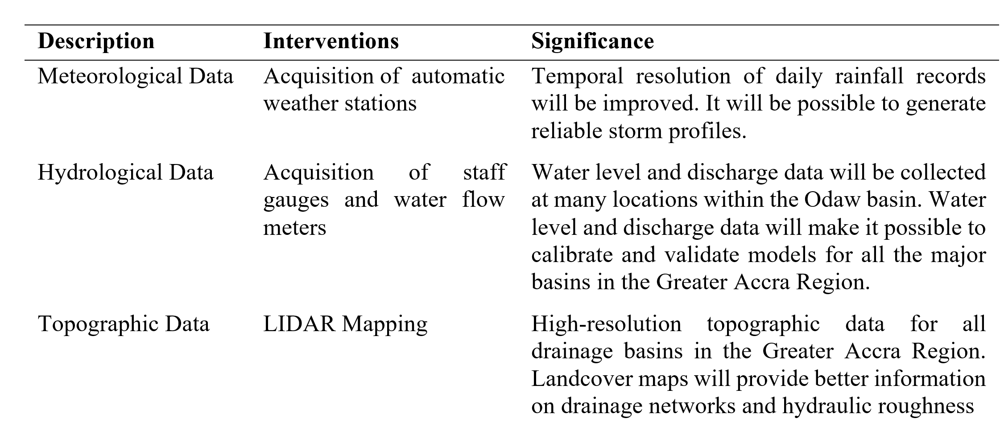 Description Interventions Significance
Meteorological Data
Acquisition of automatic
weather stations
Temporal resolution of daily rainfall records
will be improved. It will be possible to generate
reliable storm profiles.
Hydrological Data
Acquisition of staff
gauges and water flow
meters
Water level and discharge data will be collected
at many locations within the Odaw basin. Water
level and discharge data will make it possible to
calibrate and validate models for all the major
basins in the Greater Accra Region.
Topographic Data
LIDAR Mapping
High-resolution topographic data for all
drainage basins in the Greater Accra Region.
Landcover maps will provide better information
on drainage networks and hydraulic roughness